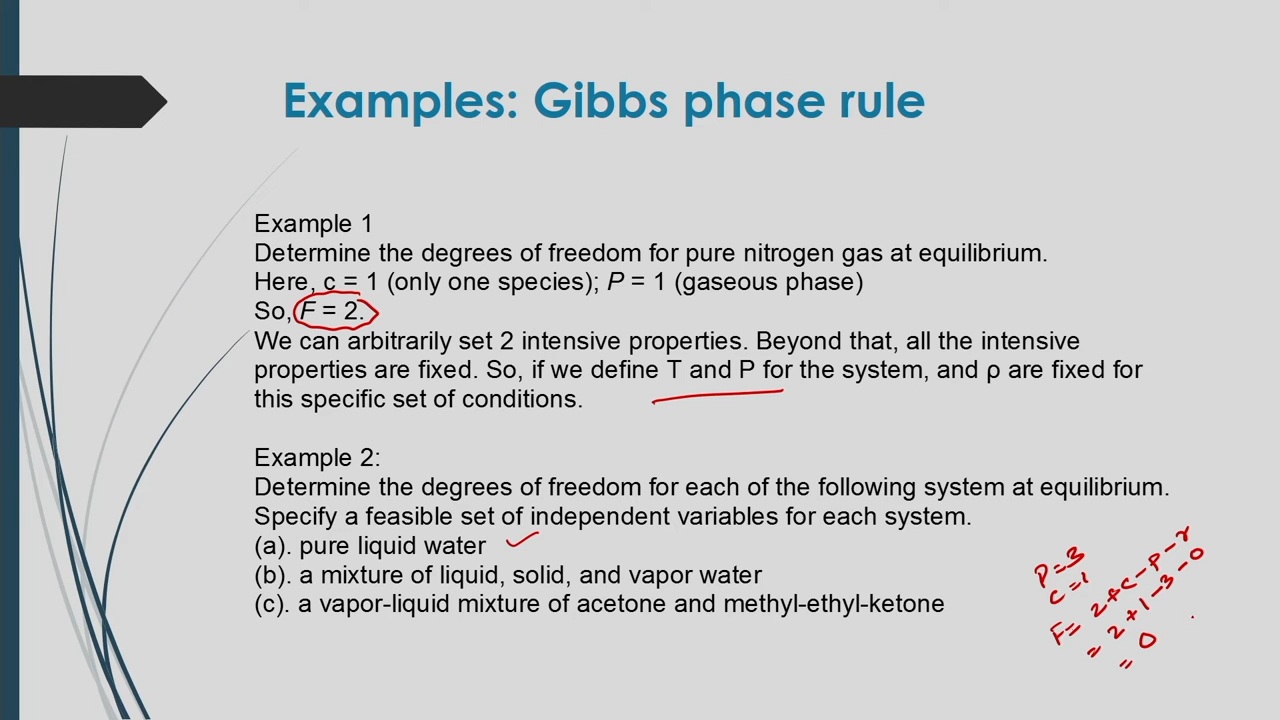 Examples: Gibbs phase rule
Example 1
Determine the degrees of freedom for pure nitrogen gas at equilibrium.
Here, c = 1 (only one species); P = 1 (gaseous phase)
So, F = 2.
We can arbitrarily set 2 intensive properties. Beyond that, all the intensive
properties are fixed. So, if we define T and P for the system, and ρ are fixed for
this specific set of conditions.
Example 2:
Determine the degrees of freedom for each of the following system at equilibrium.
Specify a feasible set of independent variables for each system.
(a). pure liquid water
(b). a mixture of liquid, solid, and vapor water
(c). a vapor-liquid mixture of acetone and methyl-ethyl-ketone
P = 3
c = 1
F = 2 + c - P - r
= 2 + 1 - 3 - 0
= 0